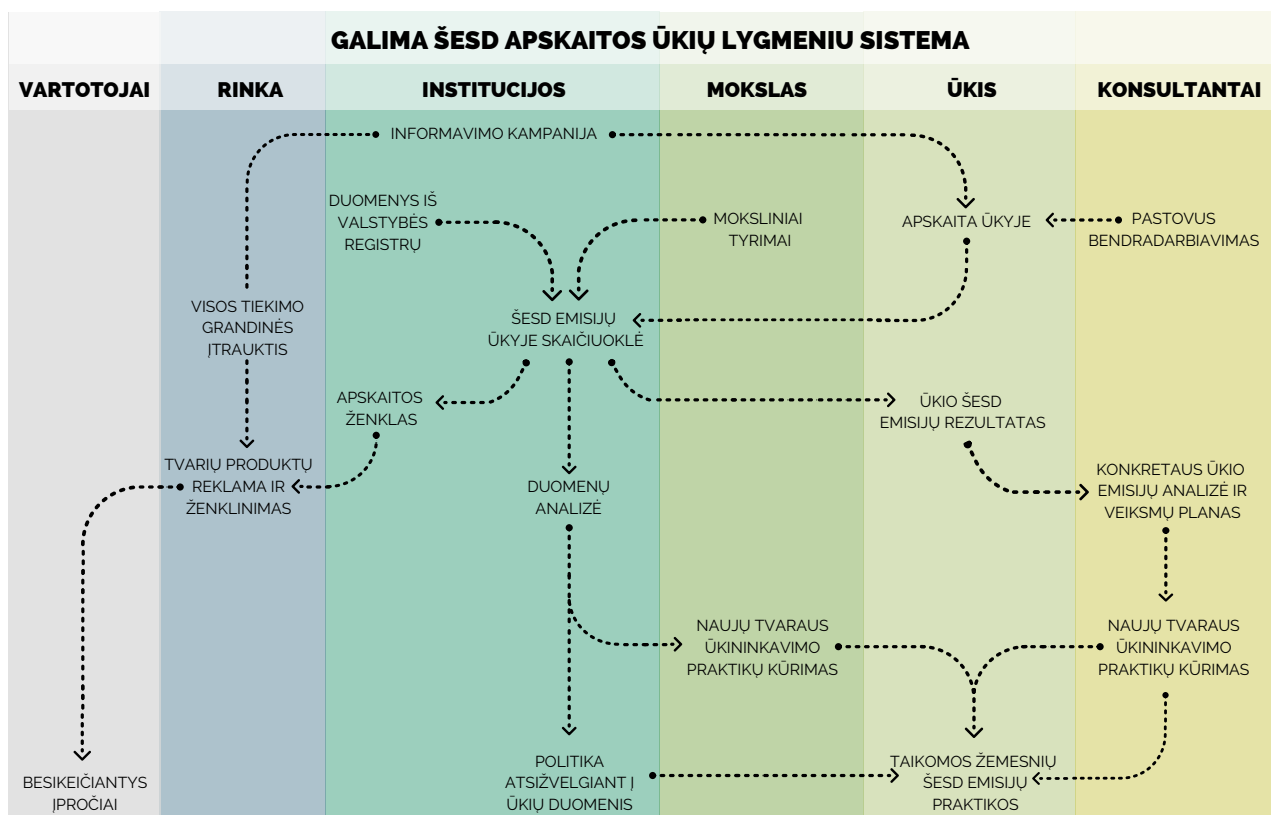 GALIMA ŠESD APSKAITOS ŪKIŲ LYGMENIU SISTEMA
VARTOTOJAI
RINKA
INSTITUCIJOS
MOKSLAS
ŪKIS
KONSULTANTAI
INFORMAVIMO KAMPANIJA
DUOMENYS IŠ
VALSTYBĖS
REGISTRŲ
MOKSLINIAI
TYRIMAI
APSKAITA ŪKYJE
PASTOVUS
BENDRADARBIAVIMAS
VISOS TIEKIMO
GRANDINĖS
ĮTRAUKTIS
ŠESD EMISIJŲ
ŪKYJE SKAIČIUOKLĖ
APSKAITOS
ŽENKLAS
ŪKIO ŠESD
EMISIJŲ REZULTATAS
TVARIŲ PRODUKTŲ
REKLAMA IR
ŽENKLINIMAS
DUOMENŲ
ANALIZĖ
KONKRETAUS ŪKIO
EMISIJŲ ANALIZĖ IR
VEIKSMŲ PLANAS
NAUJŲ TVARAUS
ŪKININKAVIMO
PRAKTIKŲ KŪRIMAS
NAUJŲ TVARAUS
ŪKININKAVIMO
PRAKTIKŲ KŪRIMAS
BESIKEIČIANTYS
ĮPROČIAI
POLITIKA
ATSIŽVELGIANT Į
ŪKIŲ DUOMENIS
TAIKOMOS ŽEMESNIŲ
ŠESD EMISIJŲ
PRAKTIKOS